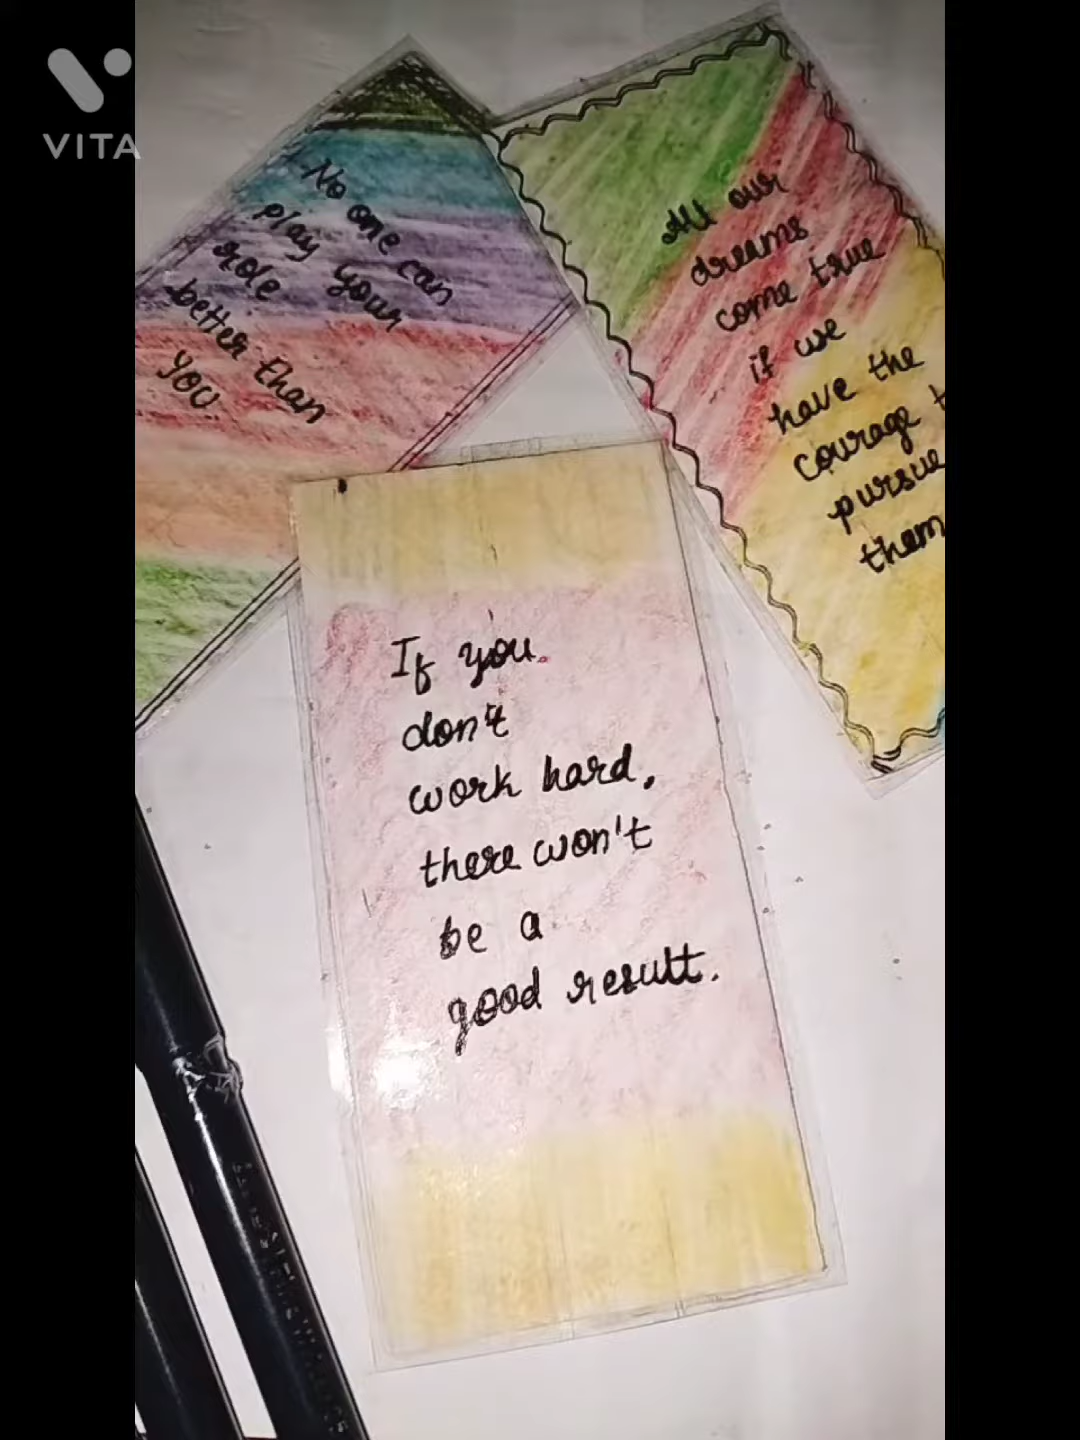 VITA
No one can
play your
role
better than
You
All our
dreams
come true
if we
have the
courage t
pursue
them
If you.
don't
work hard,
there won't
be a
good result.